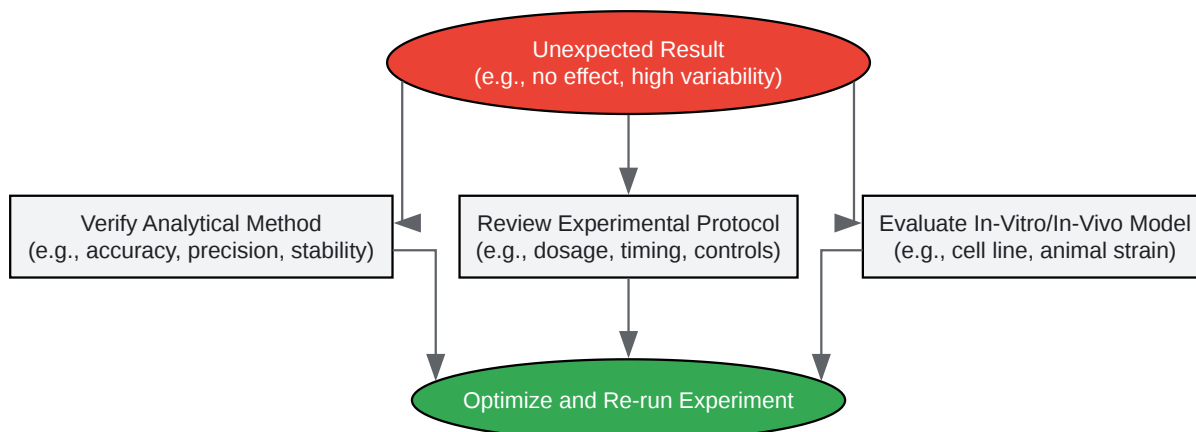 Unexpected Result
(e.g., no effect, high variability)
Verify Analytical Method
(e.g., accuracy, precision, stability)
Review Experimental Protocol
(e.g., dosage, timing, controls)
Evaluate In-Vitro/In-Vivo Model
(e.g., cell line, animal strain)
Optimize and Re-run Experiment